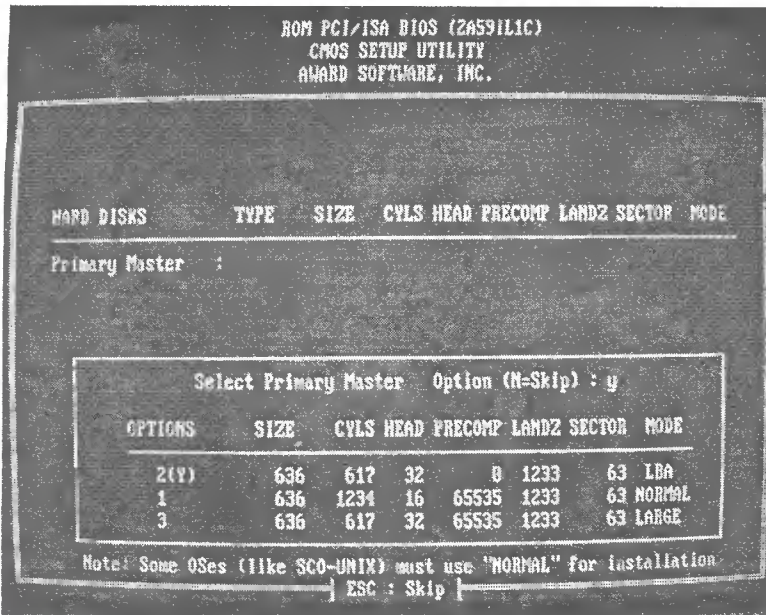 ROM PCI/ISA BIOS (2A59IL1C)
CMOS SETUP UTILITY
AWARD SOFTWARE, INC.
HARD DISKS TYPE SIZE CYLS HEAD PRECOMP LANDZ SECTOR MODE
Primary Master :
Select Primary Master Option (N=Skip) : y
OPTIONS SIZE CYLS HEAD PRECOMP LANDZ SECTOR MODE
2(Y) 636 617 32 0 1233 63 LBA
1 636 1234 16 65535 1233 63 NORMAL
3 636 617 32 65535 1233 63 LARGE
Note: Some OSes (like SCO-UNIX) must use "NORMAL" for installation
ESC : Skip